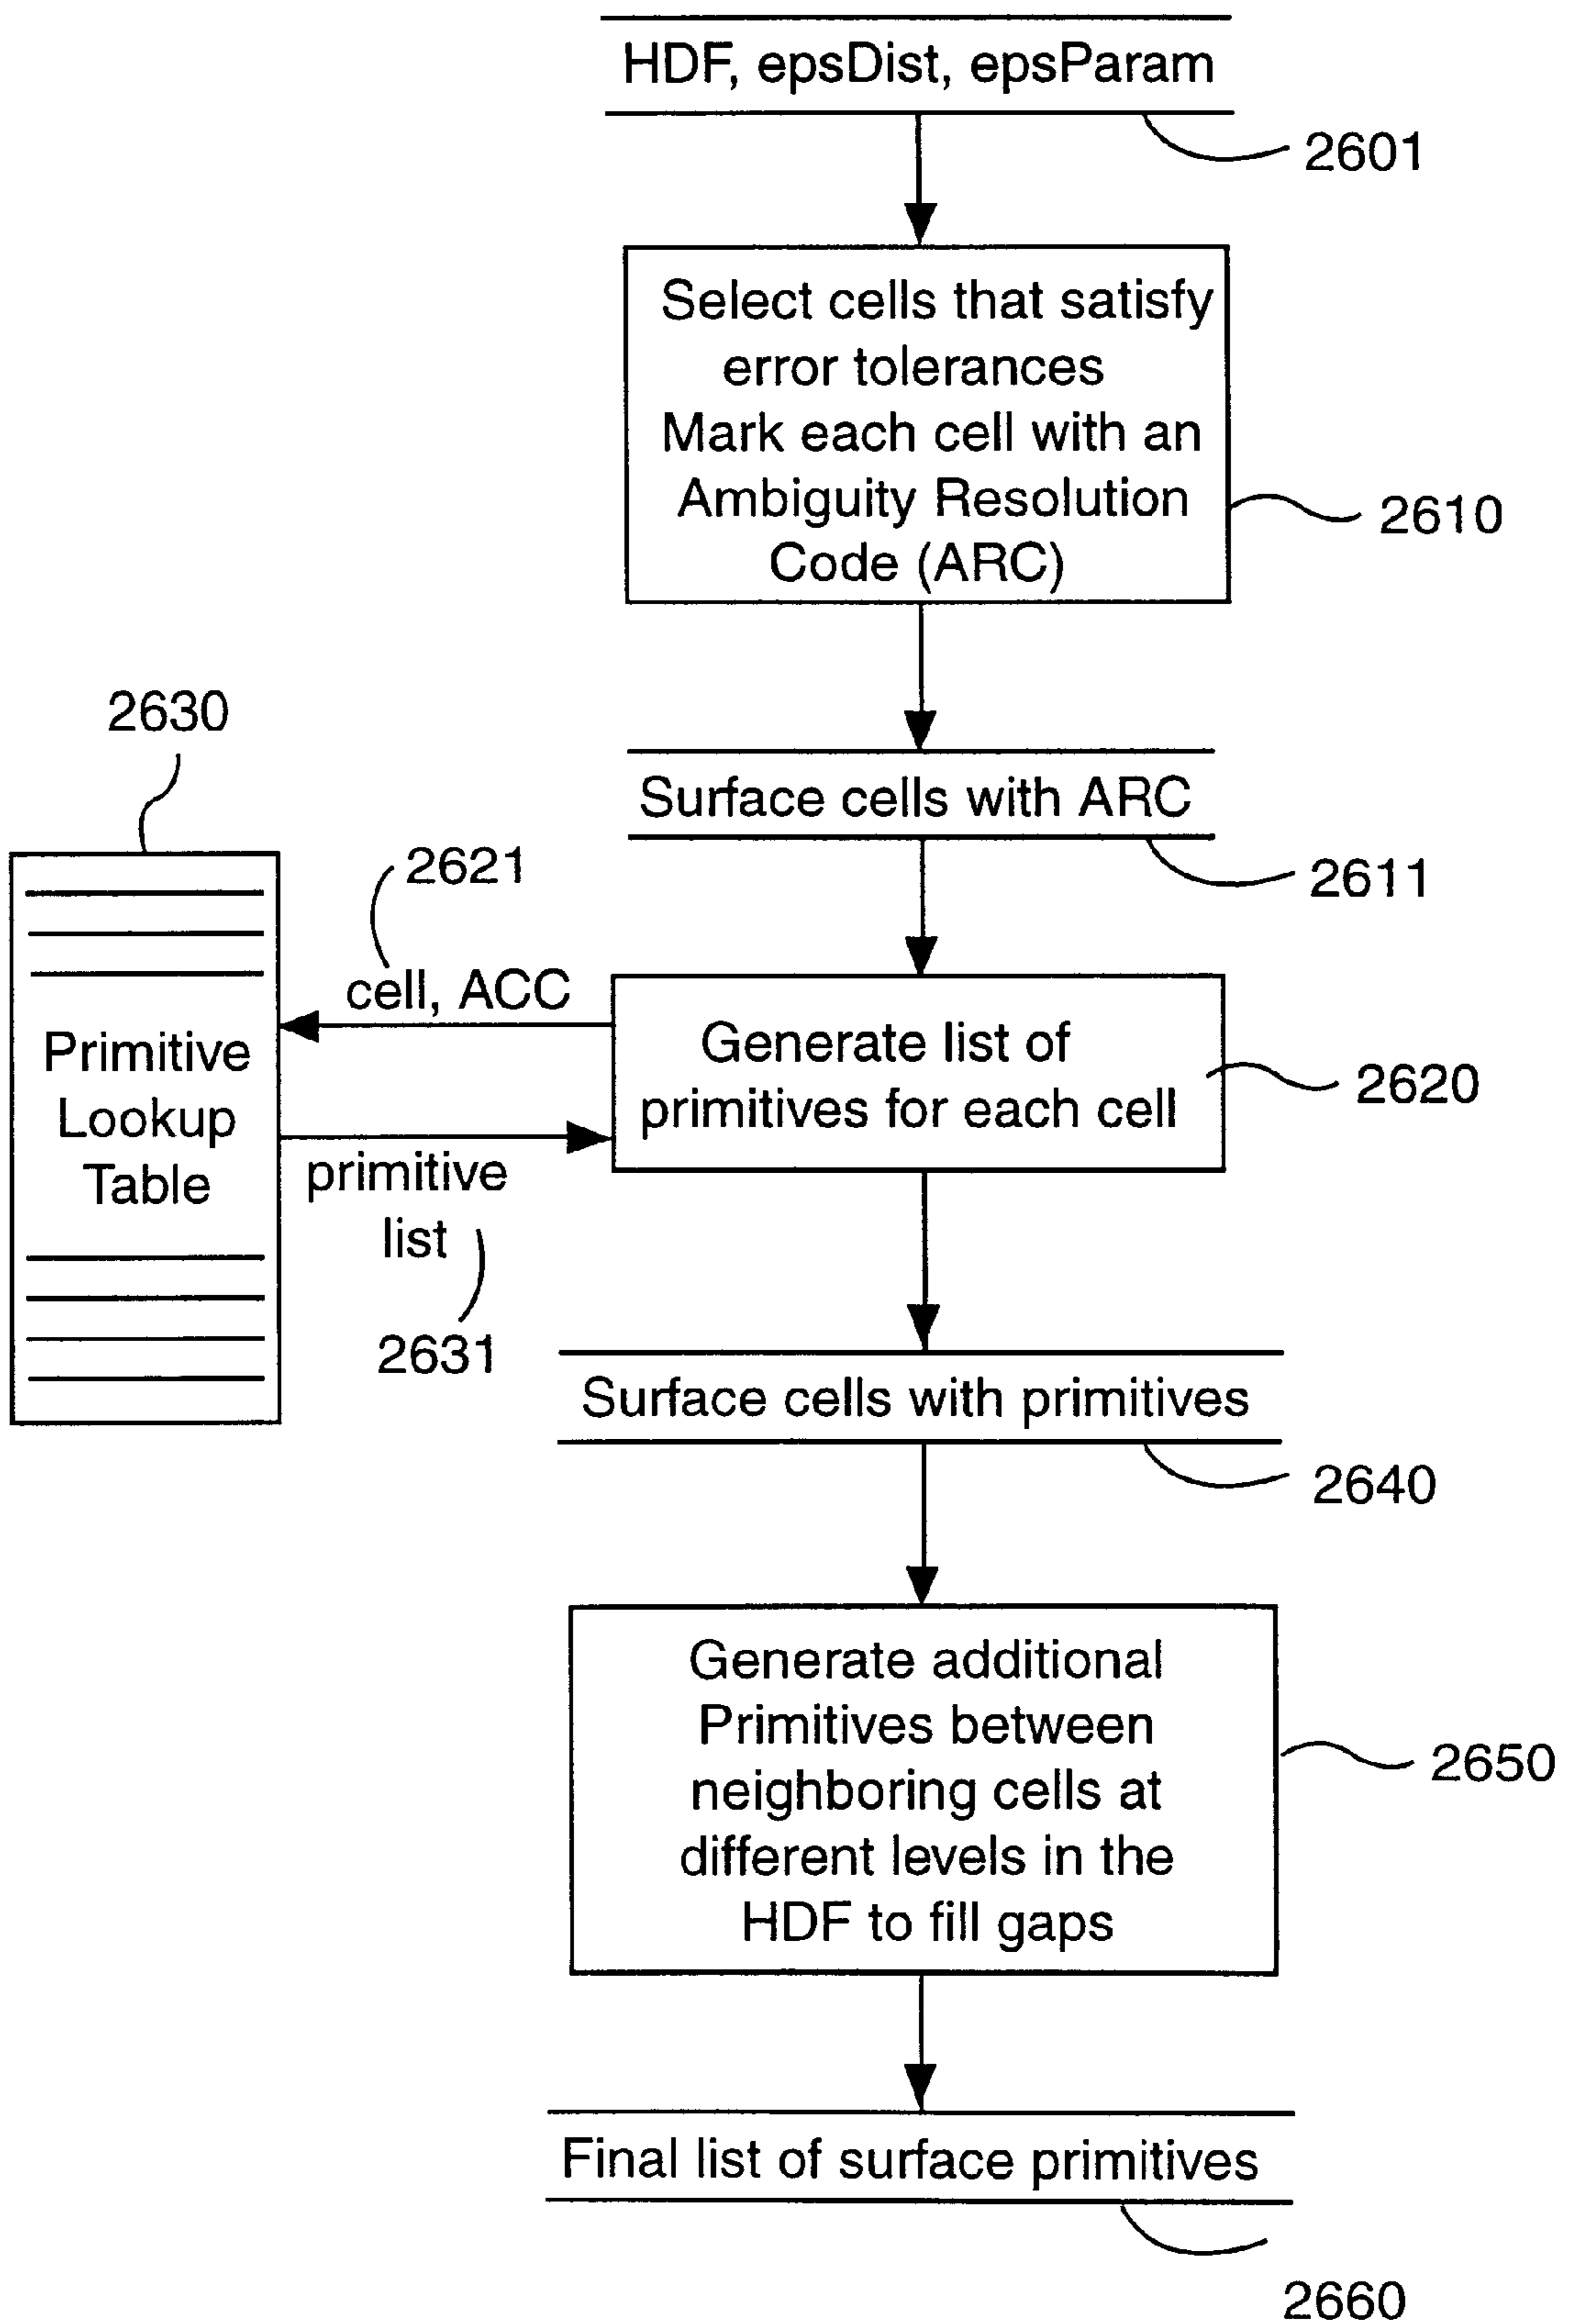 HDF, epsDist, epsParam
2601
Select cells that satisfy
error tolerances
Mark each cell with an
Ambiguity Resolution
Code (ARC)
2610
Surface cells with ARC
2611
2630
Primitive
Lookup
Table
2621
cell, ACC
primitive
list
2631
Generate list of
primitives for each cell
2620
Surface cells with primitives
2640
Generate additional
Primitives between
neighboring cells at
different levels in the
HDF to fill gaps
2650
Final list of surface primitives
2660